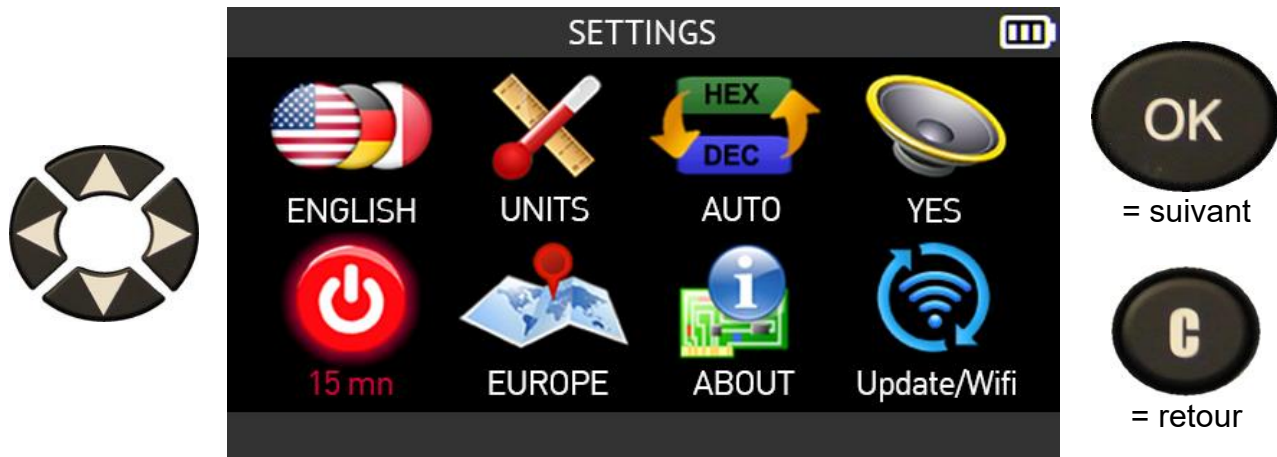 SETTINGS
HEX
DEC
ENGLISH UNITS AUTO YES
15 mn EUROPE ABOUT Update/Wifi
OK
= suivant
C
= retour